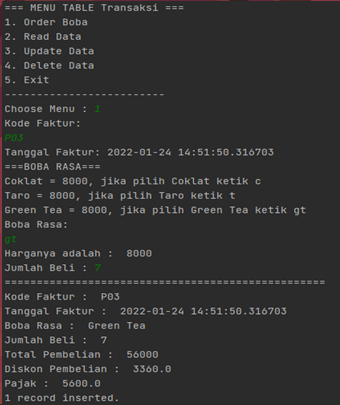 === MENU TABLE Transaksi ===
1. Order Boba
2. Read Data
3. Update Data
4. Delete Data
5. Exit
-------------------------
Choose Menu : 1
Kode Faktur:
P03
Tanggal Faktur: 2022-01-24 14:51:50.316703
===BOBA RASA===
Coklat = 8000, jika pilih Coklat ketik c
Taro = 8000, jika pilih Taro ketik t
Green Tea = 8000, jika pilih Green Tea ketik gt
Boba Rasa:
gt
Harganya adalah :  8000
Jumlah Beli : 7
==================================================
Kode Faktur :  P03
Tanggal Faktur :  2022-01-24 14:51:50.316703
Boba Rasa :  Green Tea
Jumlah Beli :  7
Total Pembelian :  56000
Diskon Pembelian :  3360.0
Pajak :  5600.0
1 record inserted.